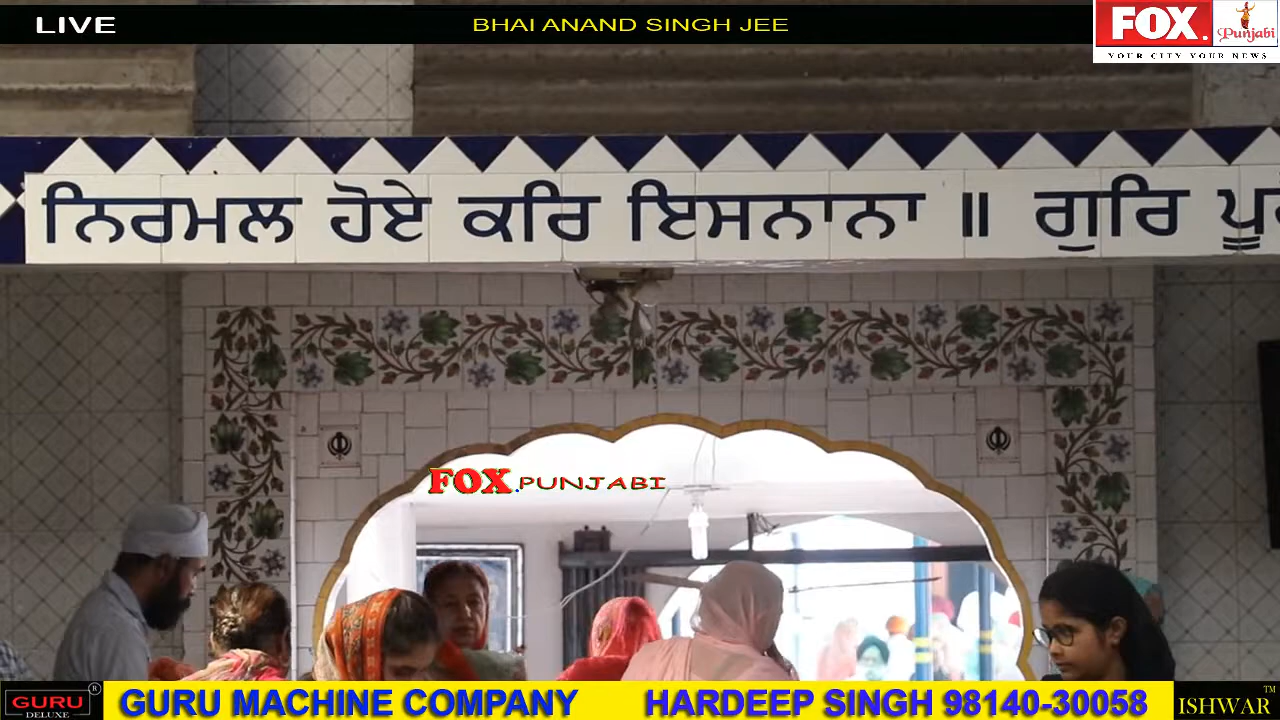 LIVE
BHAI ANAND SINGH JEE
FOX. Punjabi
YOUR CITY YOUR NEWS
ਨਿਰਮਲ ਹੋਏ ਕਰਿ ਇਸਨਾਨਾ ॥ ਗੁਰਿ
FOX.PUNJABI
GURU ®
DELUXE
GURU MACHINE COMPANY HARDEEP SINGH 98140-30058
ISHWAR™